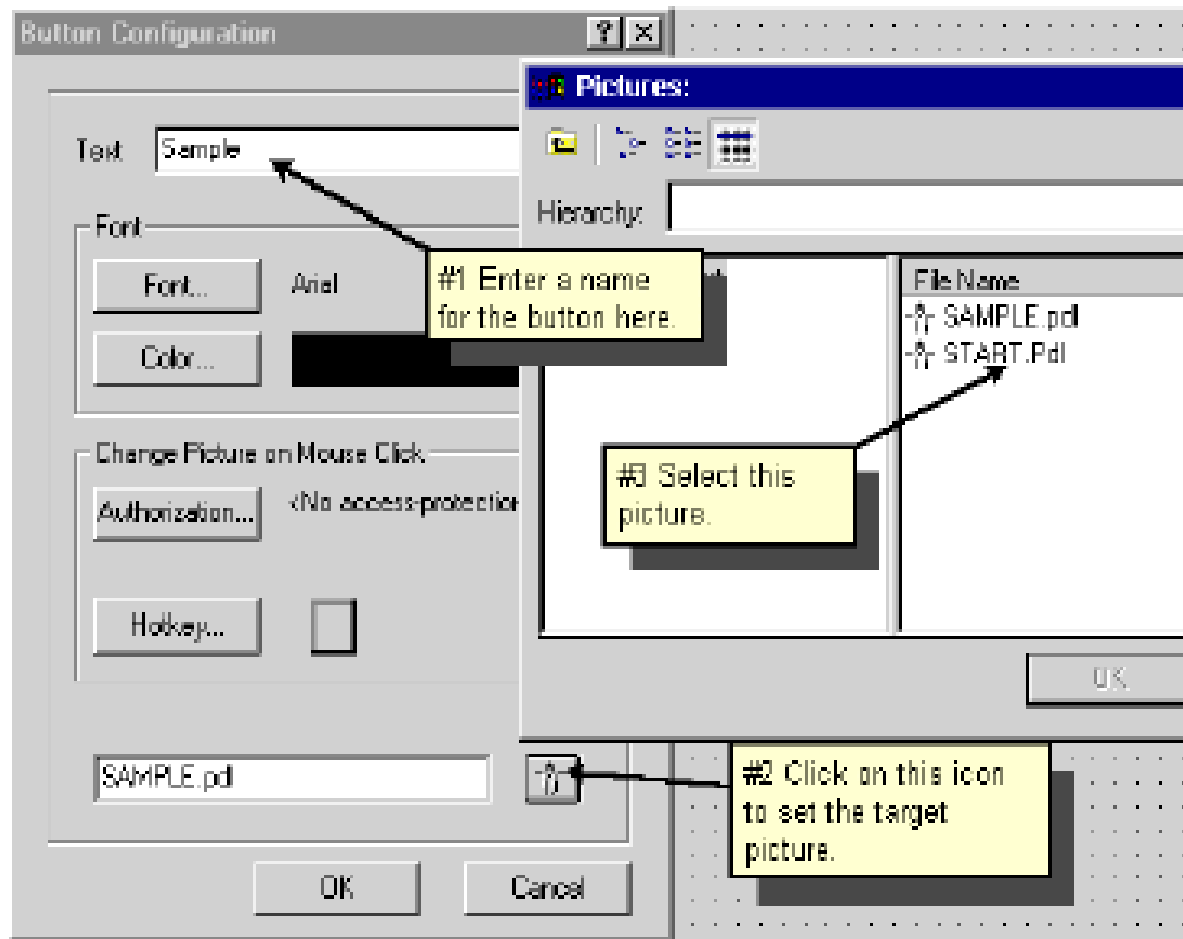 Button Configuration
Text
Sample
Font
Font...
Arial
Color...
Change Picture on Mouse Click
Authorization...
<No access-protection
Hotkey...
SAMPLE.pdl
OK
Cancel
Pictures:
Hierarchy:
File Name
SAMPLE.pdl
START.Pdl
OK
#1 Enter a name
for the button here.
#3 Select this
picture.
#2 Click on this icon
to set the target
picture.